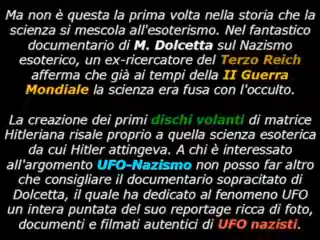 Ma non è questa la prima volta nella storia che la
scienza si mescola all'esoterismo. Nel fantastico
documentario di M. Dolcetta sul Nazismo
esoterico, un ex-ricercatore del Terzo Reich
afferma che già ai tempi della II Guerra
Mondiale la scienza era fusa con l'occulto.
La creazione dei primi dischi volanti di matrice
Hitleriana risale proprio a quella scienza esoterica
da cui Hitler attingeva. A chi è interessato
all'argomento UFO-Nazismo non posso far altro
che consigliare il documentario sopracitato di
Dolcetta, il quale ha dedicato al fenomeno UFO
un intera puntata del suo reportage ricca di foto,
documenti e filmati autentici di UFO nazisti.